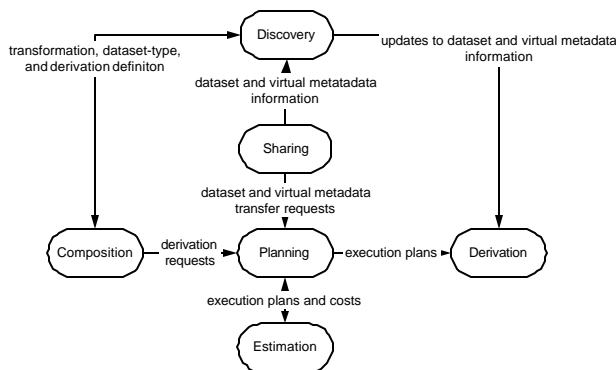 Discovery
transformation, dataset-type,
and derivation definiton
updates to dataset and virtual metadata
information
dataset and virtual metatadata
information
Sharing
dataset and virtual metadata
transfer requests
Composition
derivation
requests
Planning
execution plans
Derivation
execution plans and costs
Estimation